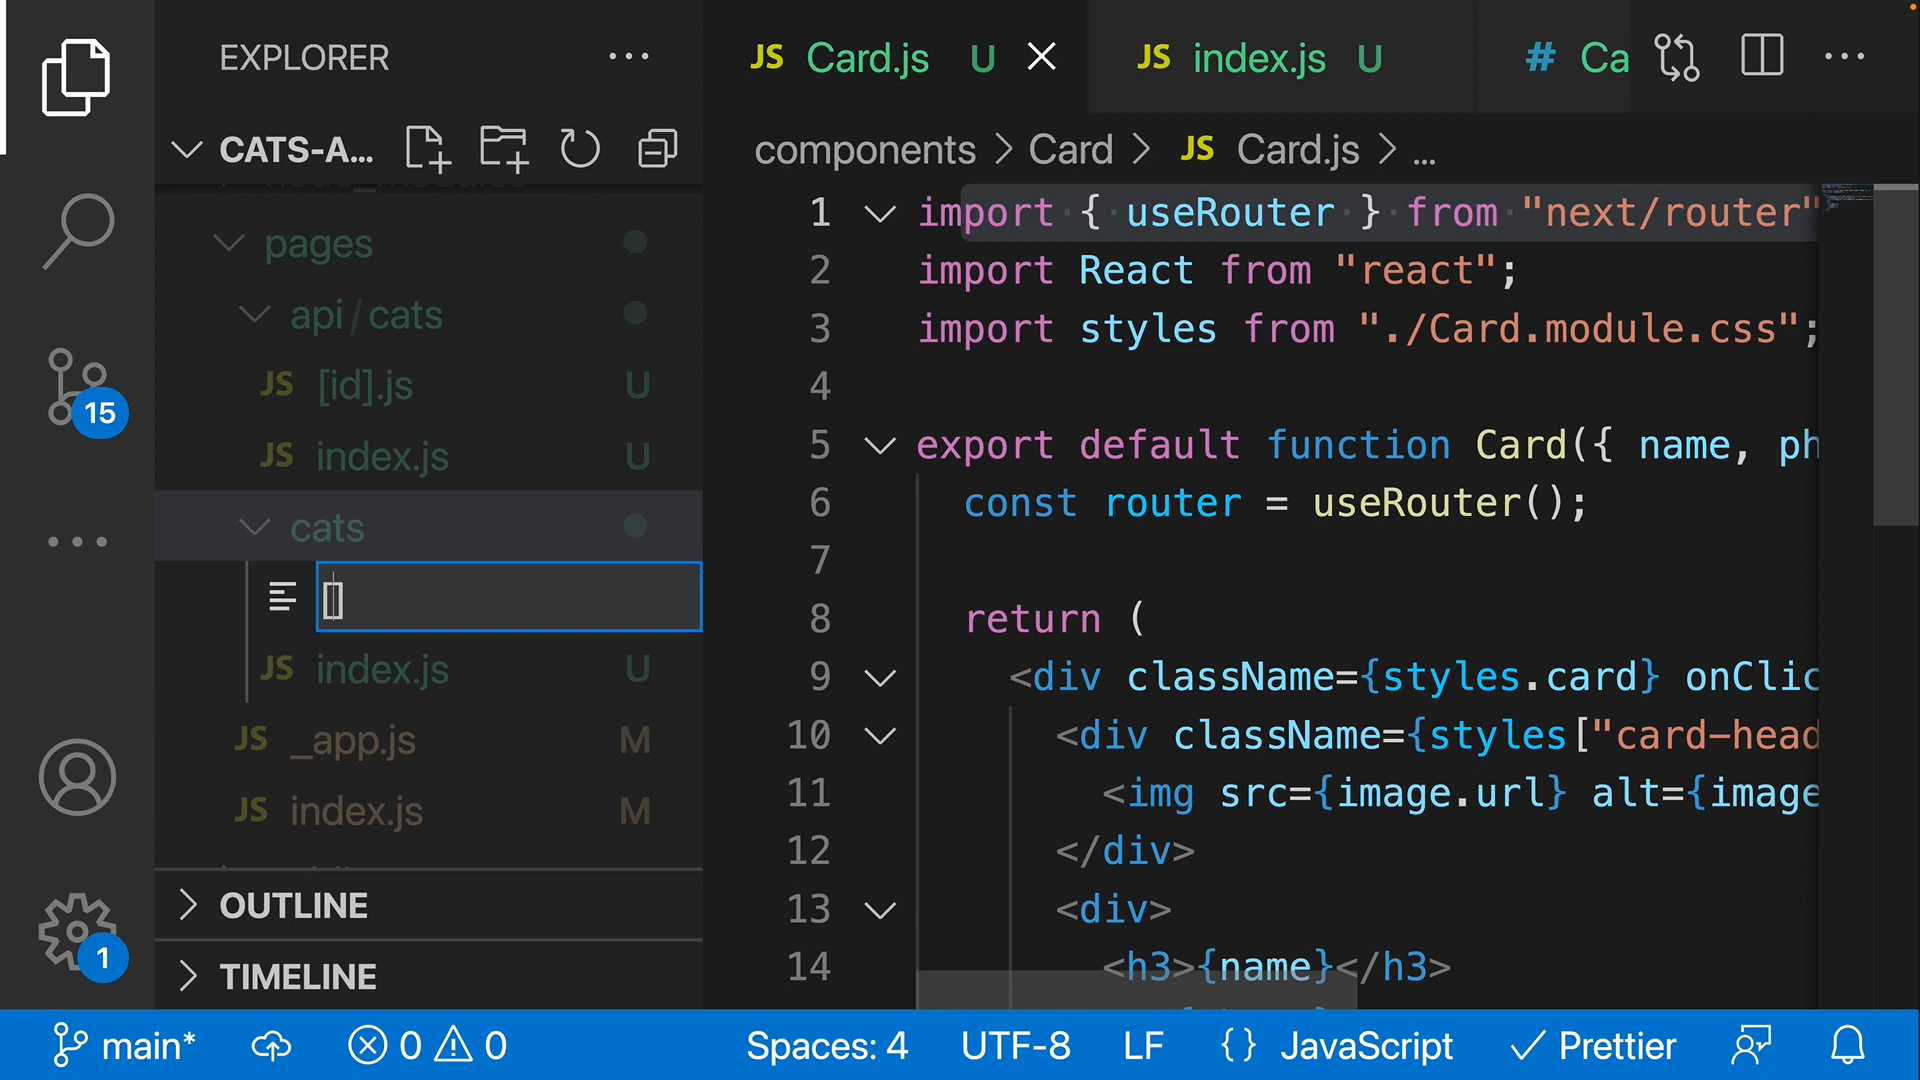 EXPLORER
CATS-A...
pages
api / cats
JS [id].js U
JS index.js U
cats
[]
JS index.js U
JS _app.js M
JS index.js M
OUTLINE
TIMELINE
15
1
JS Card.js U
JS index.js U
# Ca
components > Card > JS Card.js > ...
1 import { useRouter } from "next/router"
2 import React from "react";
3 import styles from "./Card.module.css";
4
5 export default function Card({ name, ph
6 const router = useRouter();
7
8 return (
9 <div className={styles.card} onClic
10 <div className={styles["card-head
11 <img src={image.url} alt={image
12 </div>
13 <div>
14 <h3>{name}</h3>
main* 0 0 Spaces: 4 UTF-8 LF {} JavaScript Prettier